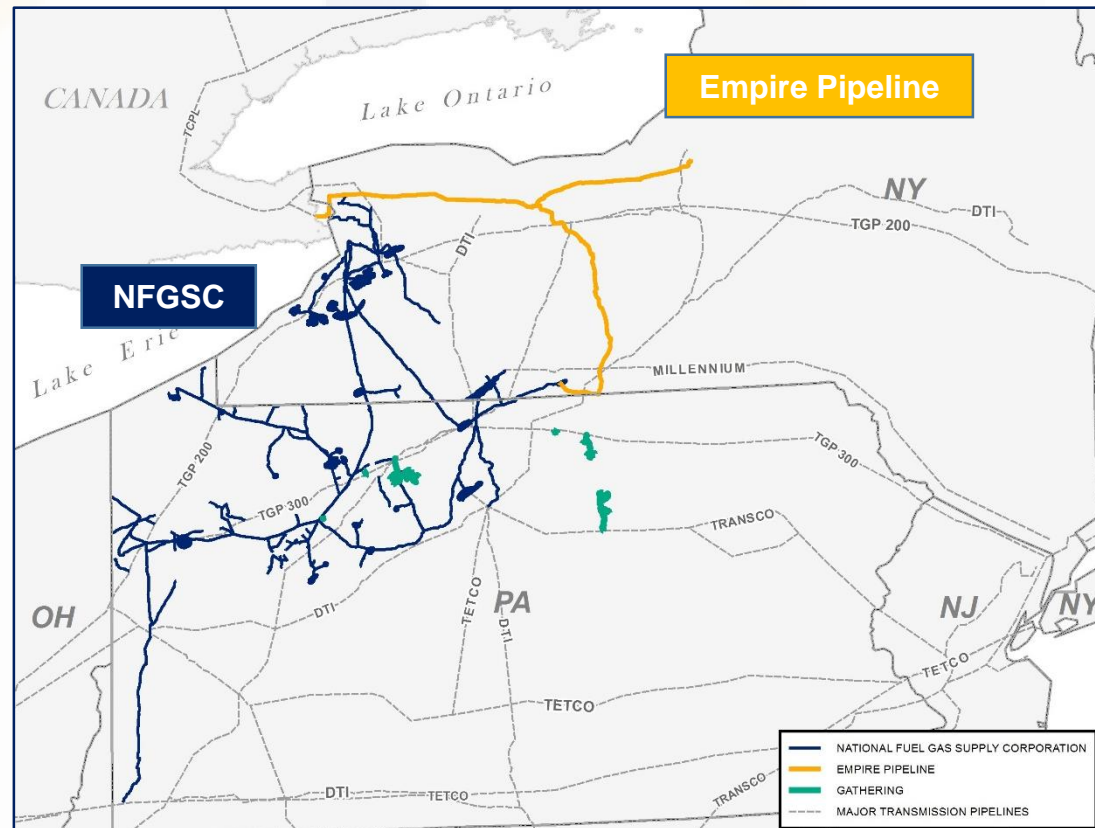 CANADA
Lake Ontario
Empire Pipeline
TCPL
NY
DTI
TGP 200
DTI
NFGSC
Lake Erie
MILLENNIUM
TGP 200
TGP 300
TGP 300
TRANSCO
OH
PA
DTI
TETCO
DTI
NJ
NY
TETCO
TETCO
DTI
TETCO
TRANSCO
NATIONAL FUEL GAS SUPPLY CORPORATION
EMPIRE PIPELINE
GATHERING
MAJOR TRANSMISSION PIPELINES